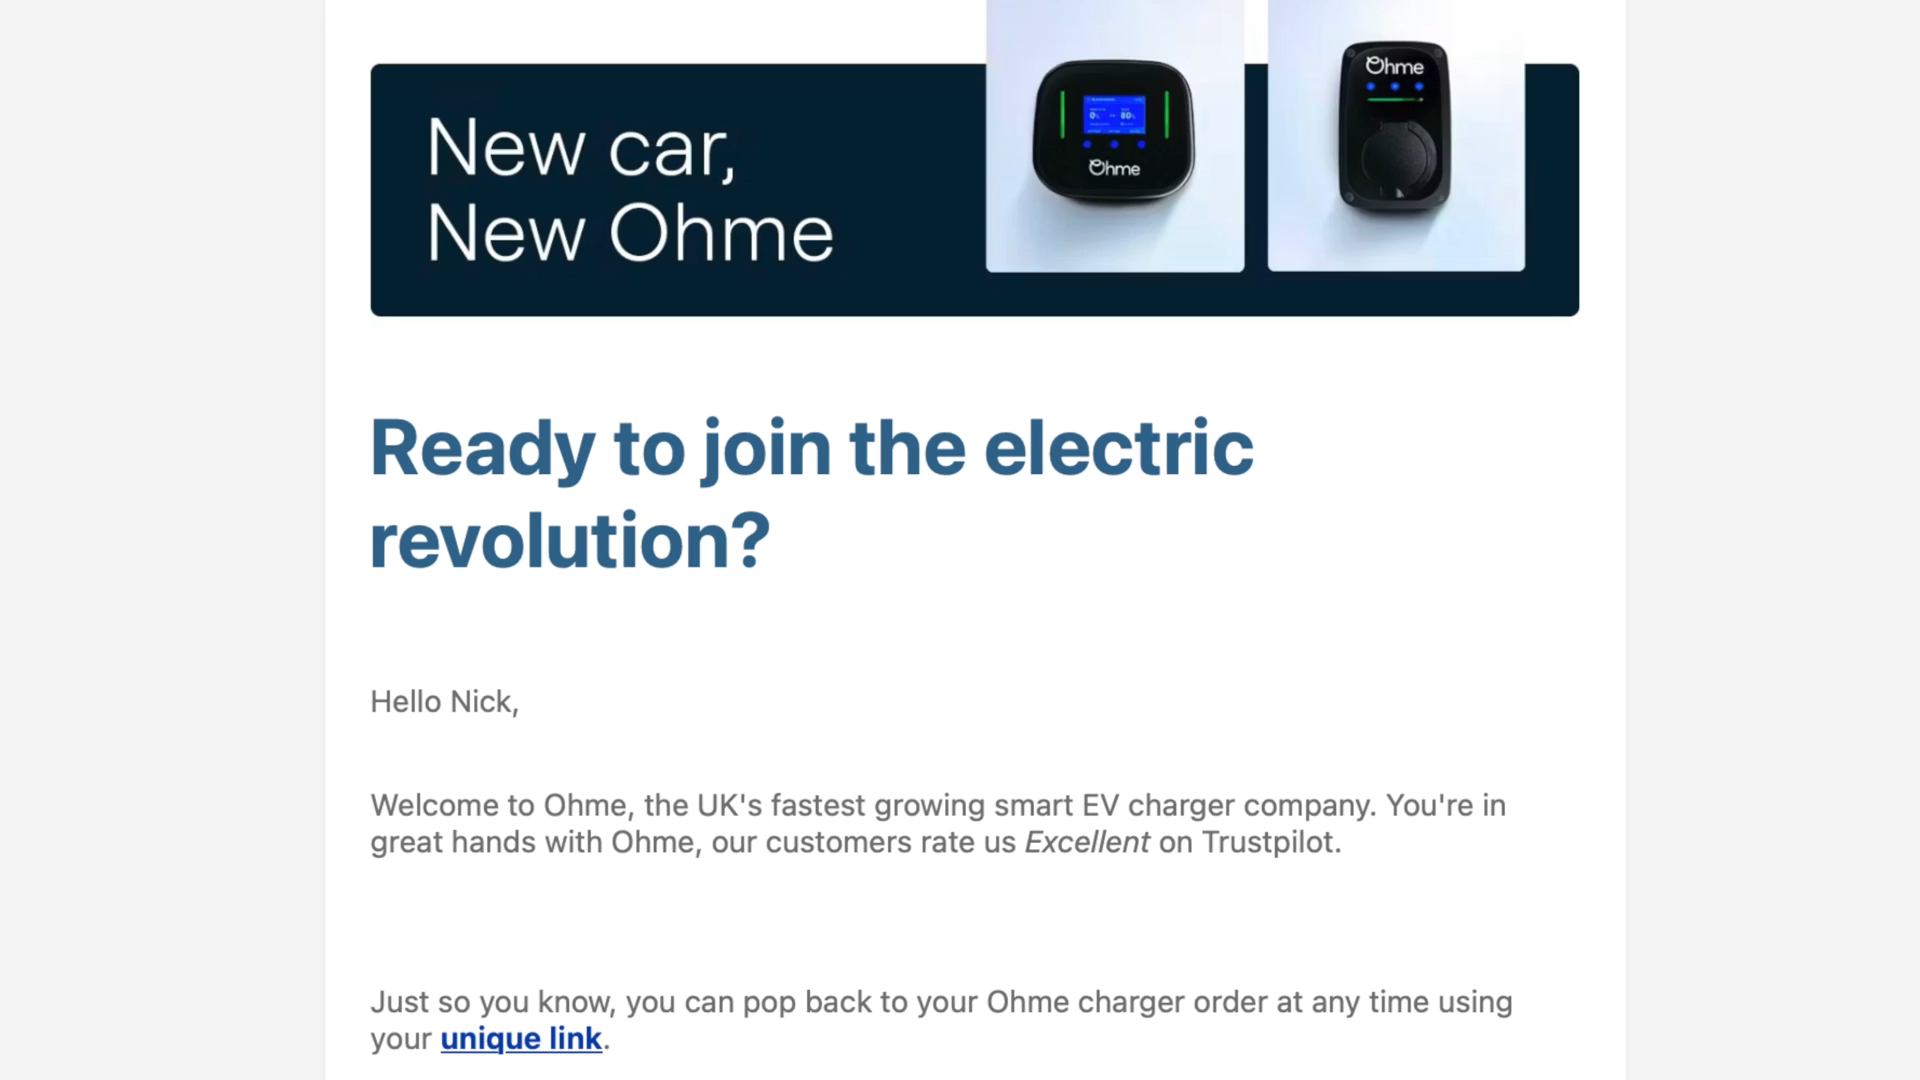 New car,
New Ohme
0%
80%
Ohme
Ohme
Ready to join the electric
revolution?
Hello Nick,
Welcome to Ohme, the UK's fastest growing smart EV charger company. You're in
great hands with Ohme, our customers rate us Excellent on Trustpilot.
Just so you know, you can pop back to your Ohme charger order at any time using
your unique link.